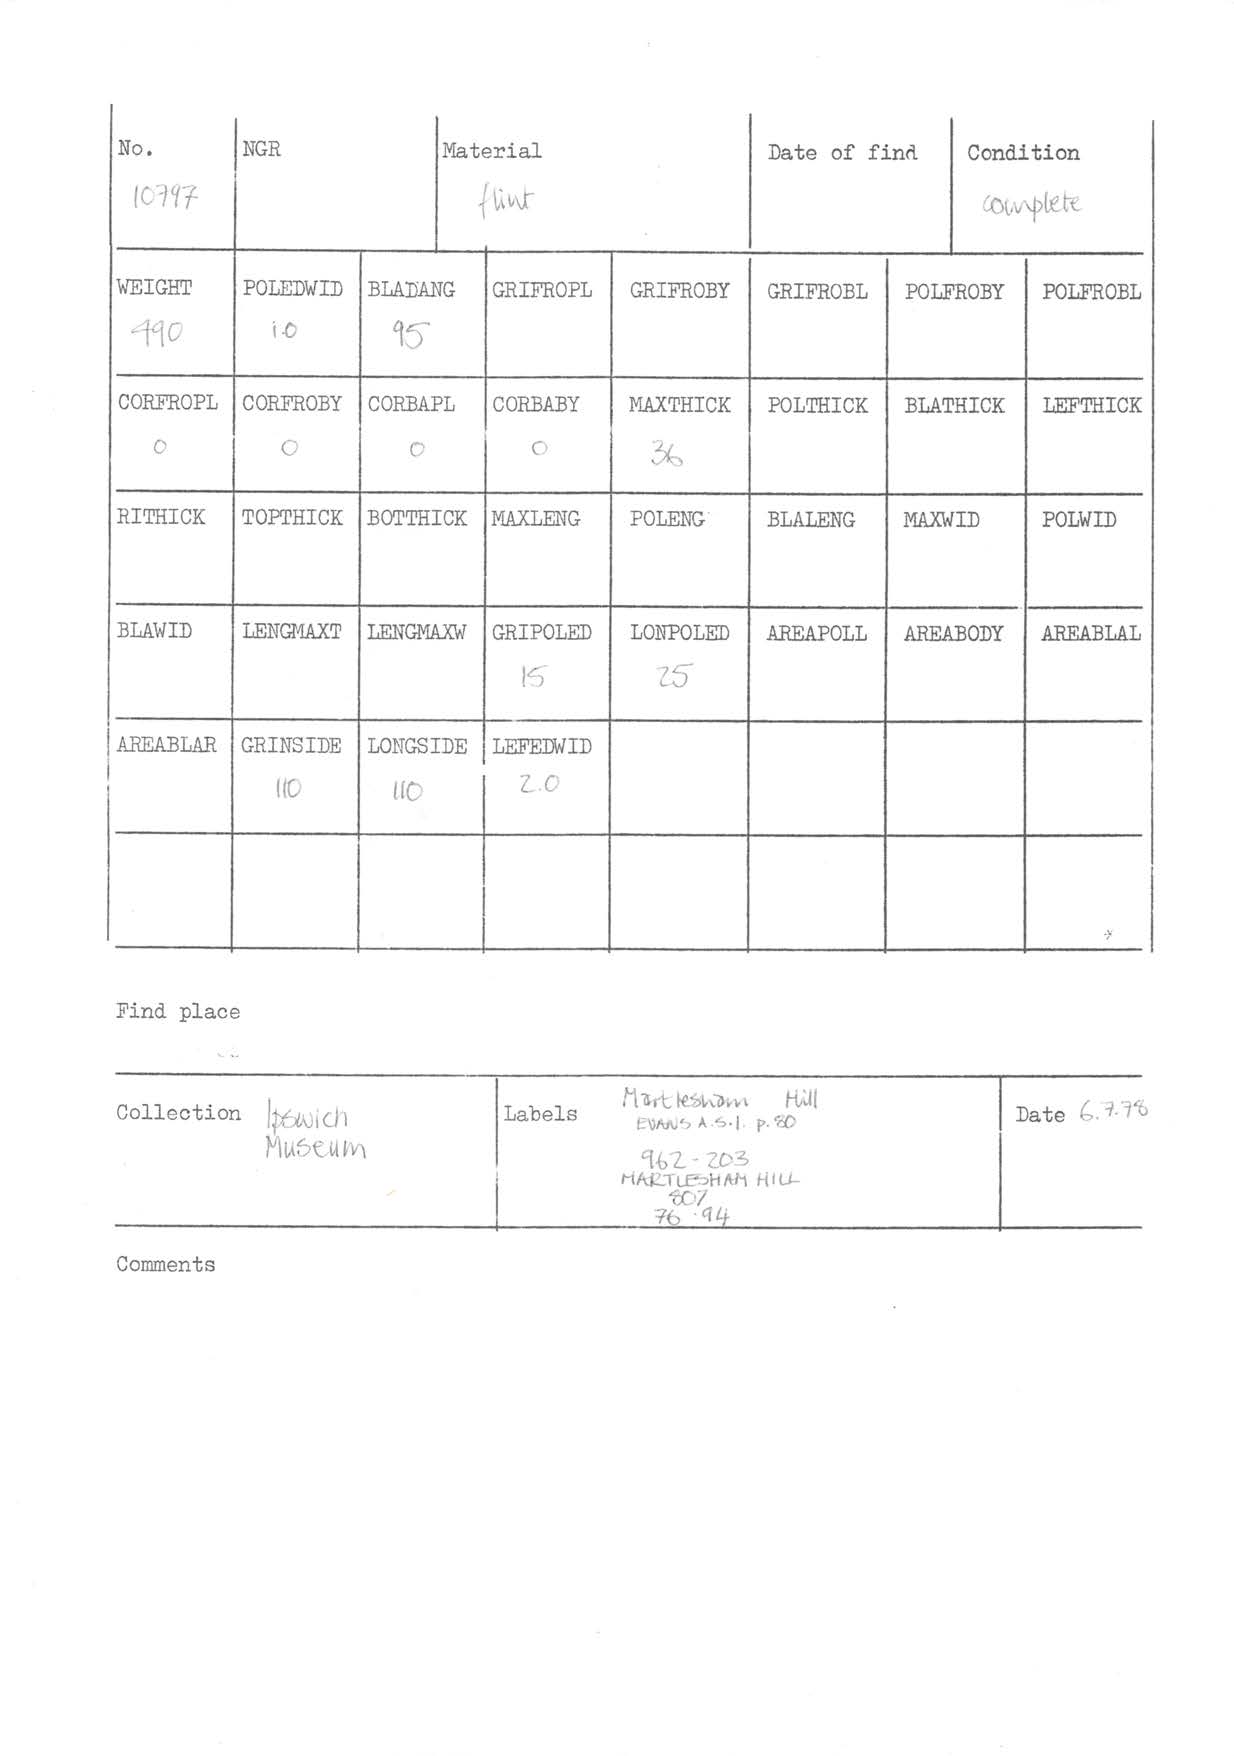 No. NGR Material Date of find Condition
10797 flint complete
WEIGHT POLEDWID BLADANG GRIFROPL GRIFROBY GRIFROBL POLFROBY POLFROBL
490 1.0 95
CORFROPL CORFROBY CORBAPL CORBABY MAXTHICK POLTHICK BLATHICK LEFTHICK
0 0 0 0 36
RITHICK TOPTHICK BOTTHICK MAXLENG POLENG BLALENG MAXWID POLWID
BLAWID LENGMAXT LENGMAXW GRIPOLED LONPOLED AREAPOLL AREABODY AREABLAL
15 25
AREABLAR GRINSIDE LONGSIDE LEFEDWID
110 110 2.0
Find place
Collection Ipswich Museum
Labels Martlesham Hill
EVANS A.S.I. p.80
962-203
MARTLESHAM HILL
807
76.94
Date 6.7.78
Comments